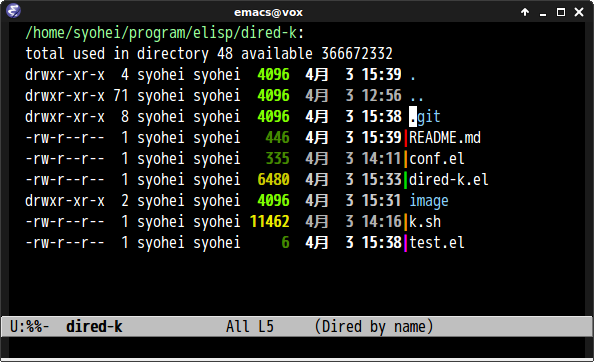 emacs@vox
/home/syohei/program/elisp/dired-k:
total used in directory 48 available 366672332
drwxr-xr-x  4 syohei syohei  4096  4月  3 15:39 .
drwxr-xr-x 71 syohei syohei  4096  4月  3 12:56 ..
drwxr-xr-x  8 syohei syohei  4096  4月  3 15:38 .git
-rw-r--r--  1 syohei syohei   446  4月  3 15:39 README.md
-rw-r--r--  1 syohei syohei   335  4月  3 14:11 conf.el
-rw-r--r--  1 syohei syohei  6480  4月  3 15:33 dired-k.el
drwxr-xr-x  2 syohei syohei  4096  4月  3 15:31 image
-rw-r--r--  1 syohei syohei 11462  4月  3 14:16 k.sh
-rw-r--r--  1 syohei syohei     6  4月  3 15:38 test.el
U:%%-  dired-k  All L5  (Dired by name)